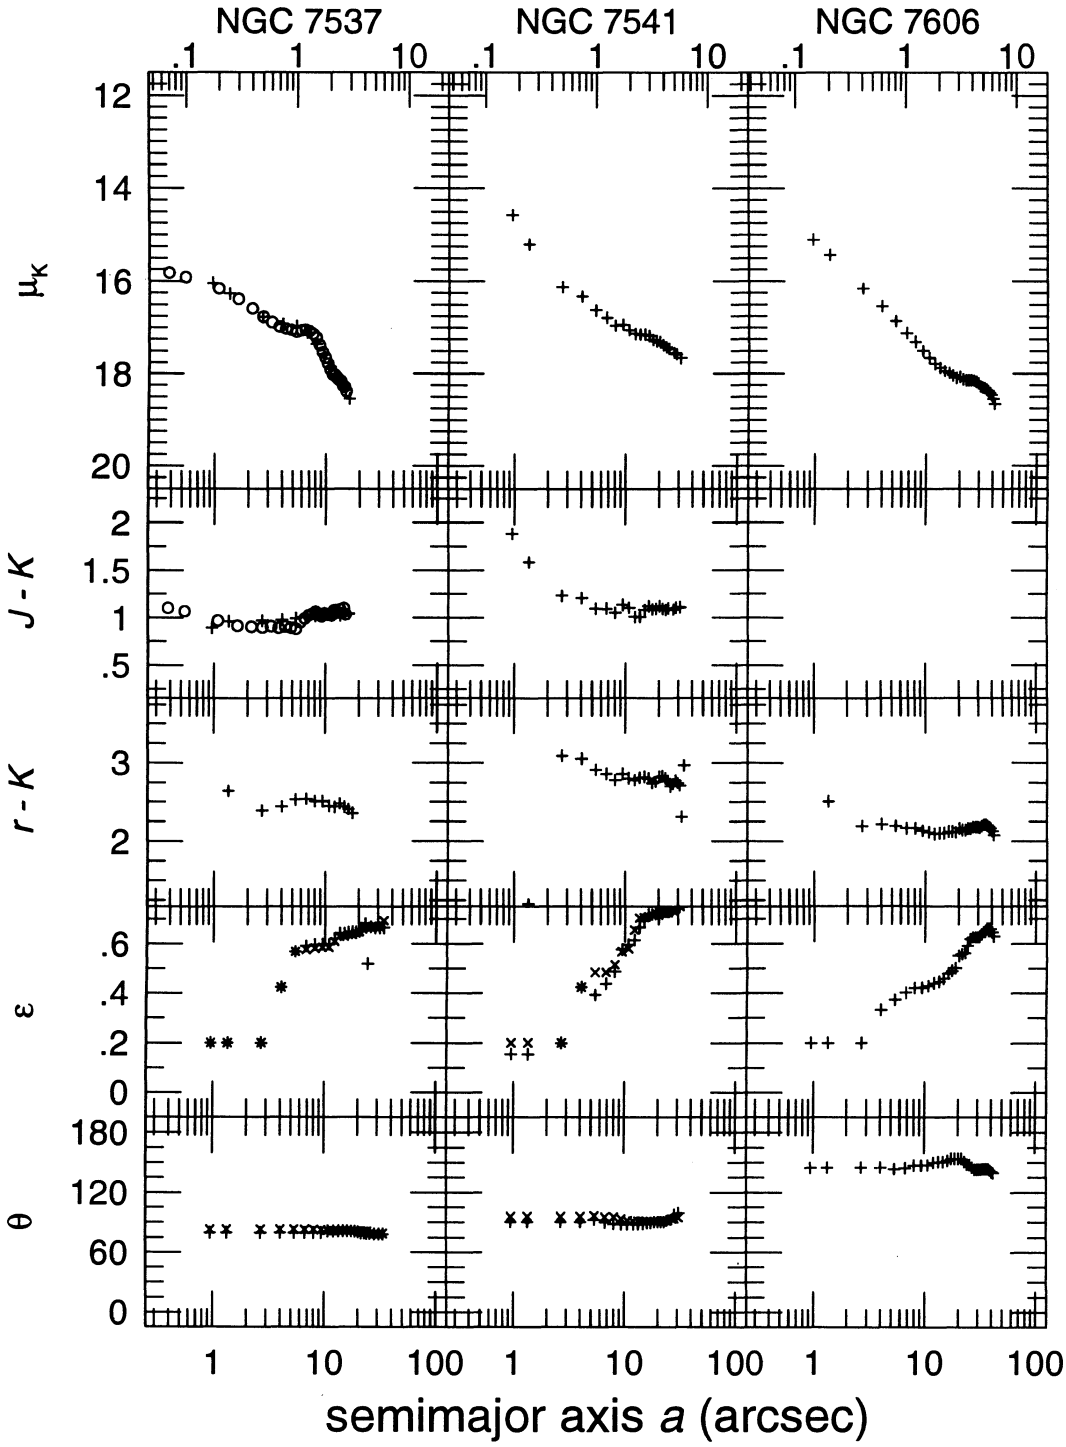 NGC 7537 NGC 7541 NGC 7606
.1 1 10 .1 1 10 .1 1 10
12
14
μK 16
18
20
2
J - K 1.5
1
.5
3
r - K
2
.6
ε .4
.2
0
180
θ 120
60
0
1 10 100 1 10 100 1 10 100
semimajor axis a (arcsec)